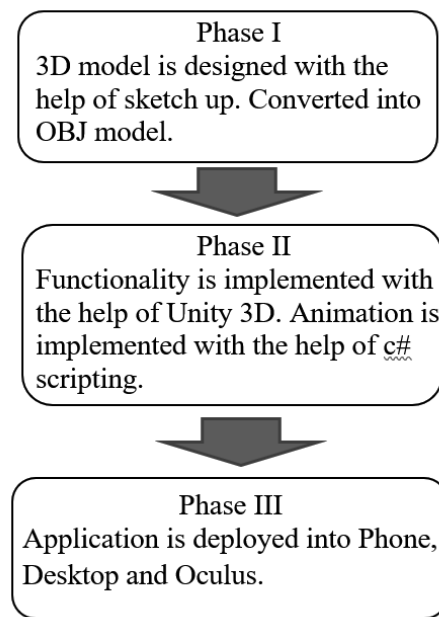 Phase I
3D model is designed with the
help of sketch up. Converted into
OBJ model.
Phase II
Functionality is implemented with
the help of Unity 3D. Animation is
implemented with the help of c#
scripting.
Phase III
Application is deployed into Phone,
Desktop and Oculus.